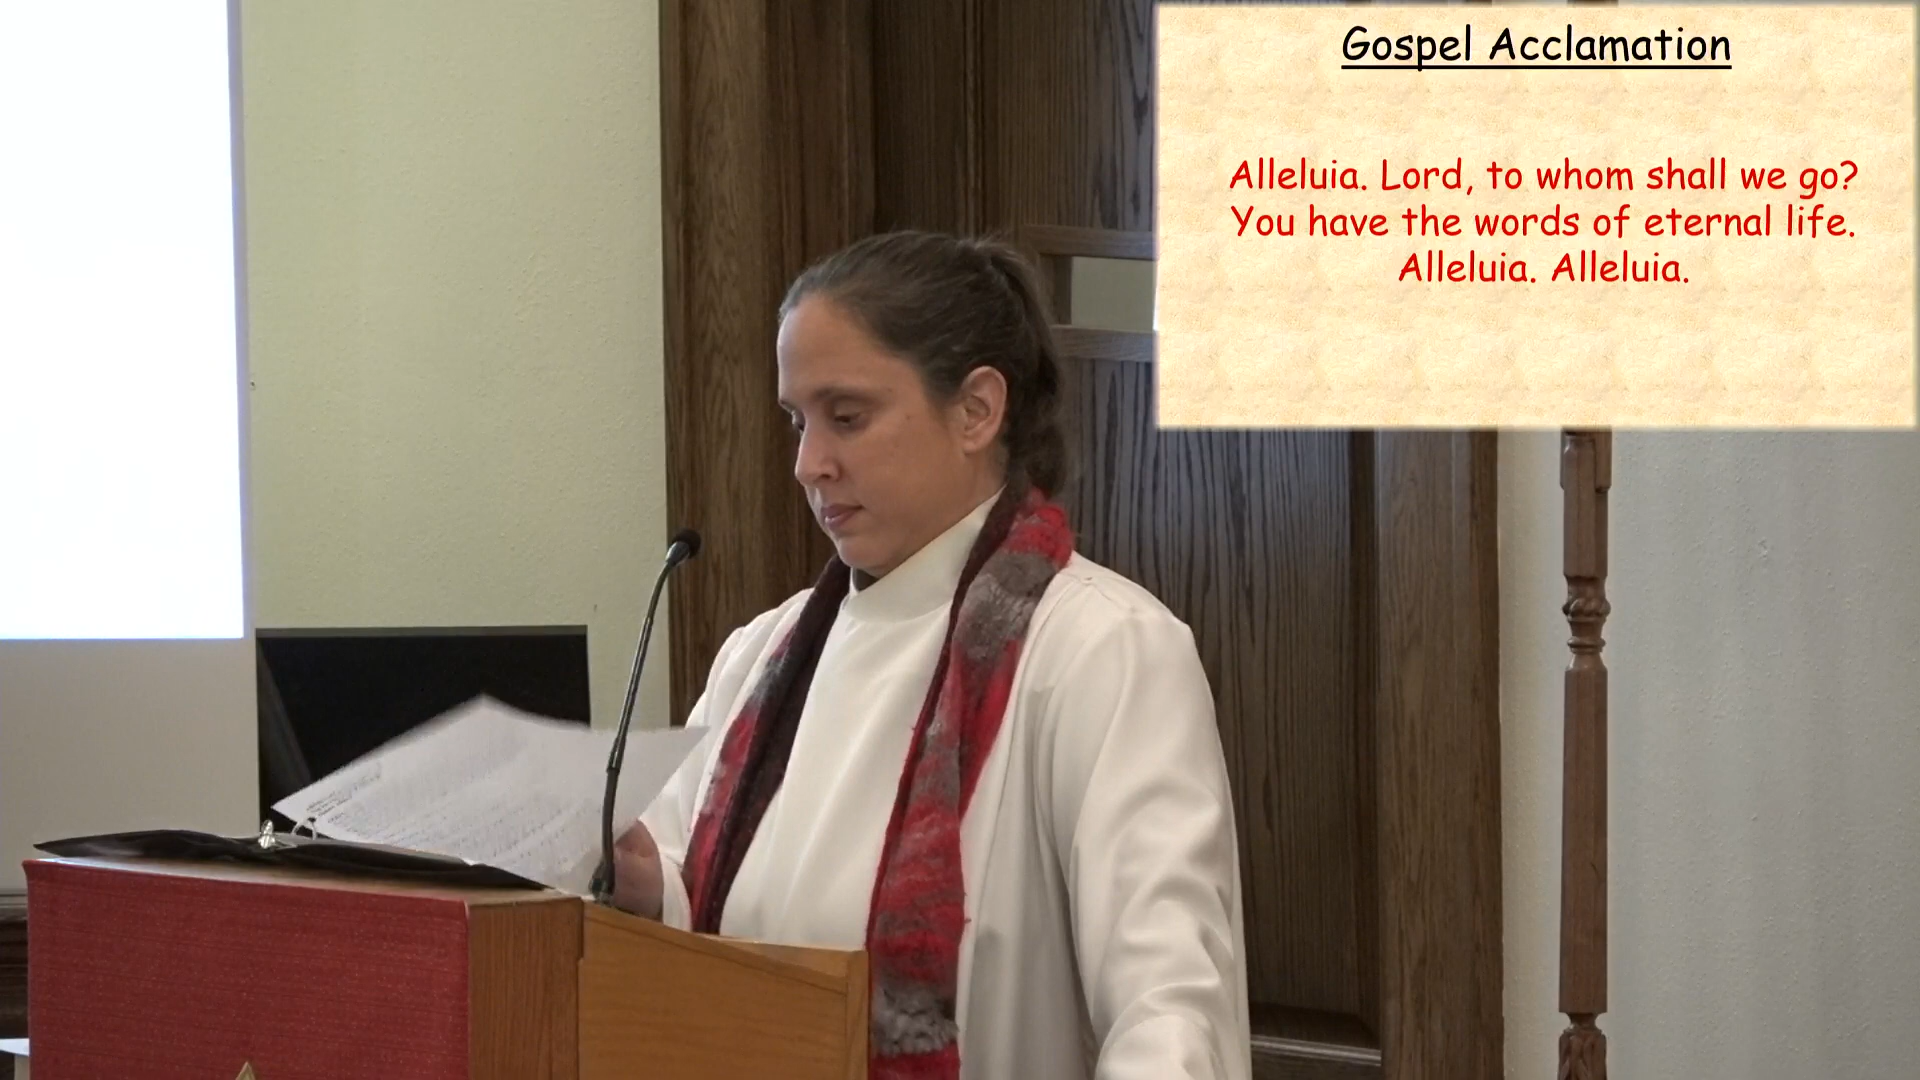 Gospel Acclamation
Alleluia. Lord, to whom shall we go?
You have the words of eternal life.
Alleluia. Alleluia.